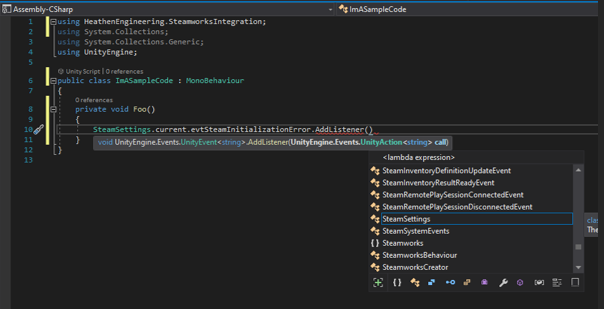 Assembly-CSharp
ImASampleCode
1 using HeathenEngineering.SteamworksIntegration;
2 using System.Collections;
3 using System.Collections.Generic;
4 using UnityEngine;
5
Unity Script | 0 references
6 public class ImASampleCode : MonoBehaviour
7 {
0 references
8 private void Foo()
9 {
10 SteamSettings.current.evtSteamInitializationError.AddListener()
11 }
void UnityEngine.Events.UnityEvent<string>.AddListener(UnityEngine.Events.UnityAction<string> call)
12 }
13
<lambda expression>
SteamInventoryDefinitionUpdateEvent
SteamInventoryResultReadyEvent
SteamRemotePlaySessionConnectedEvent
SteamRemotePlaySessionDisconnectedEvent
SteamSettings
clas
SteamSystemEvents
The
{ } Steamworks
SteamworksBehaviour
SteamworksCreator